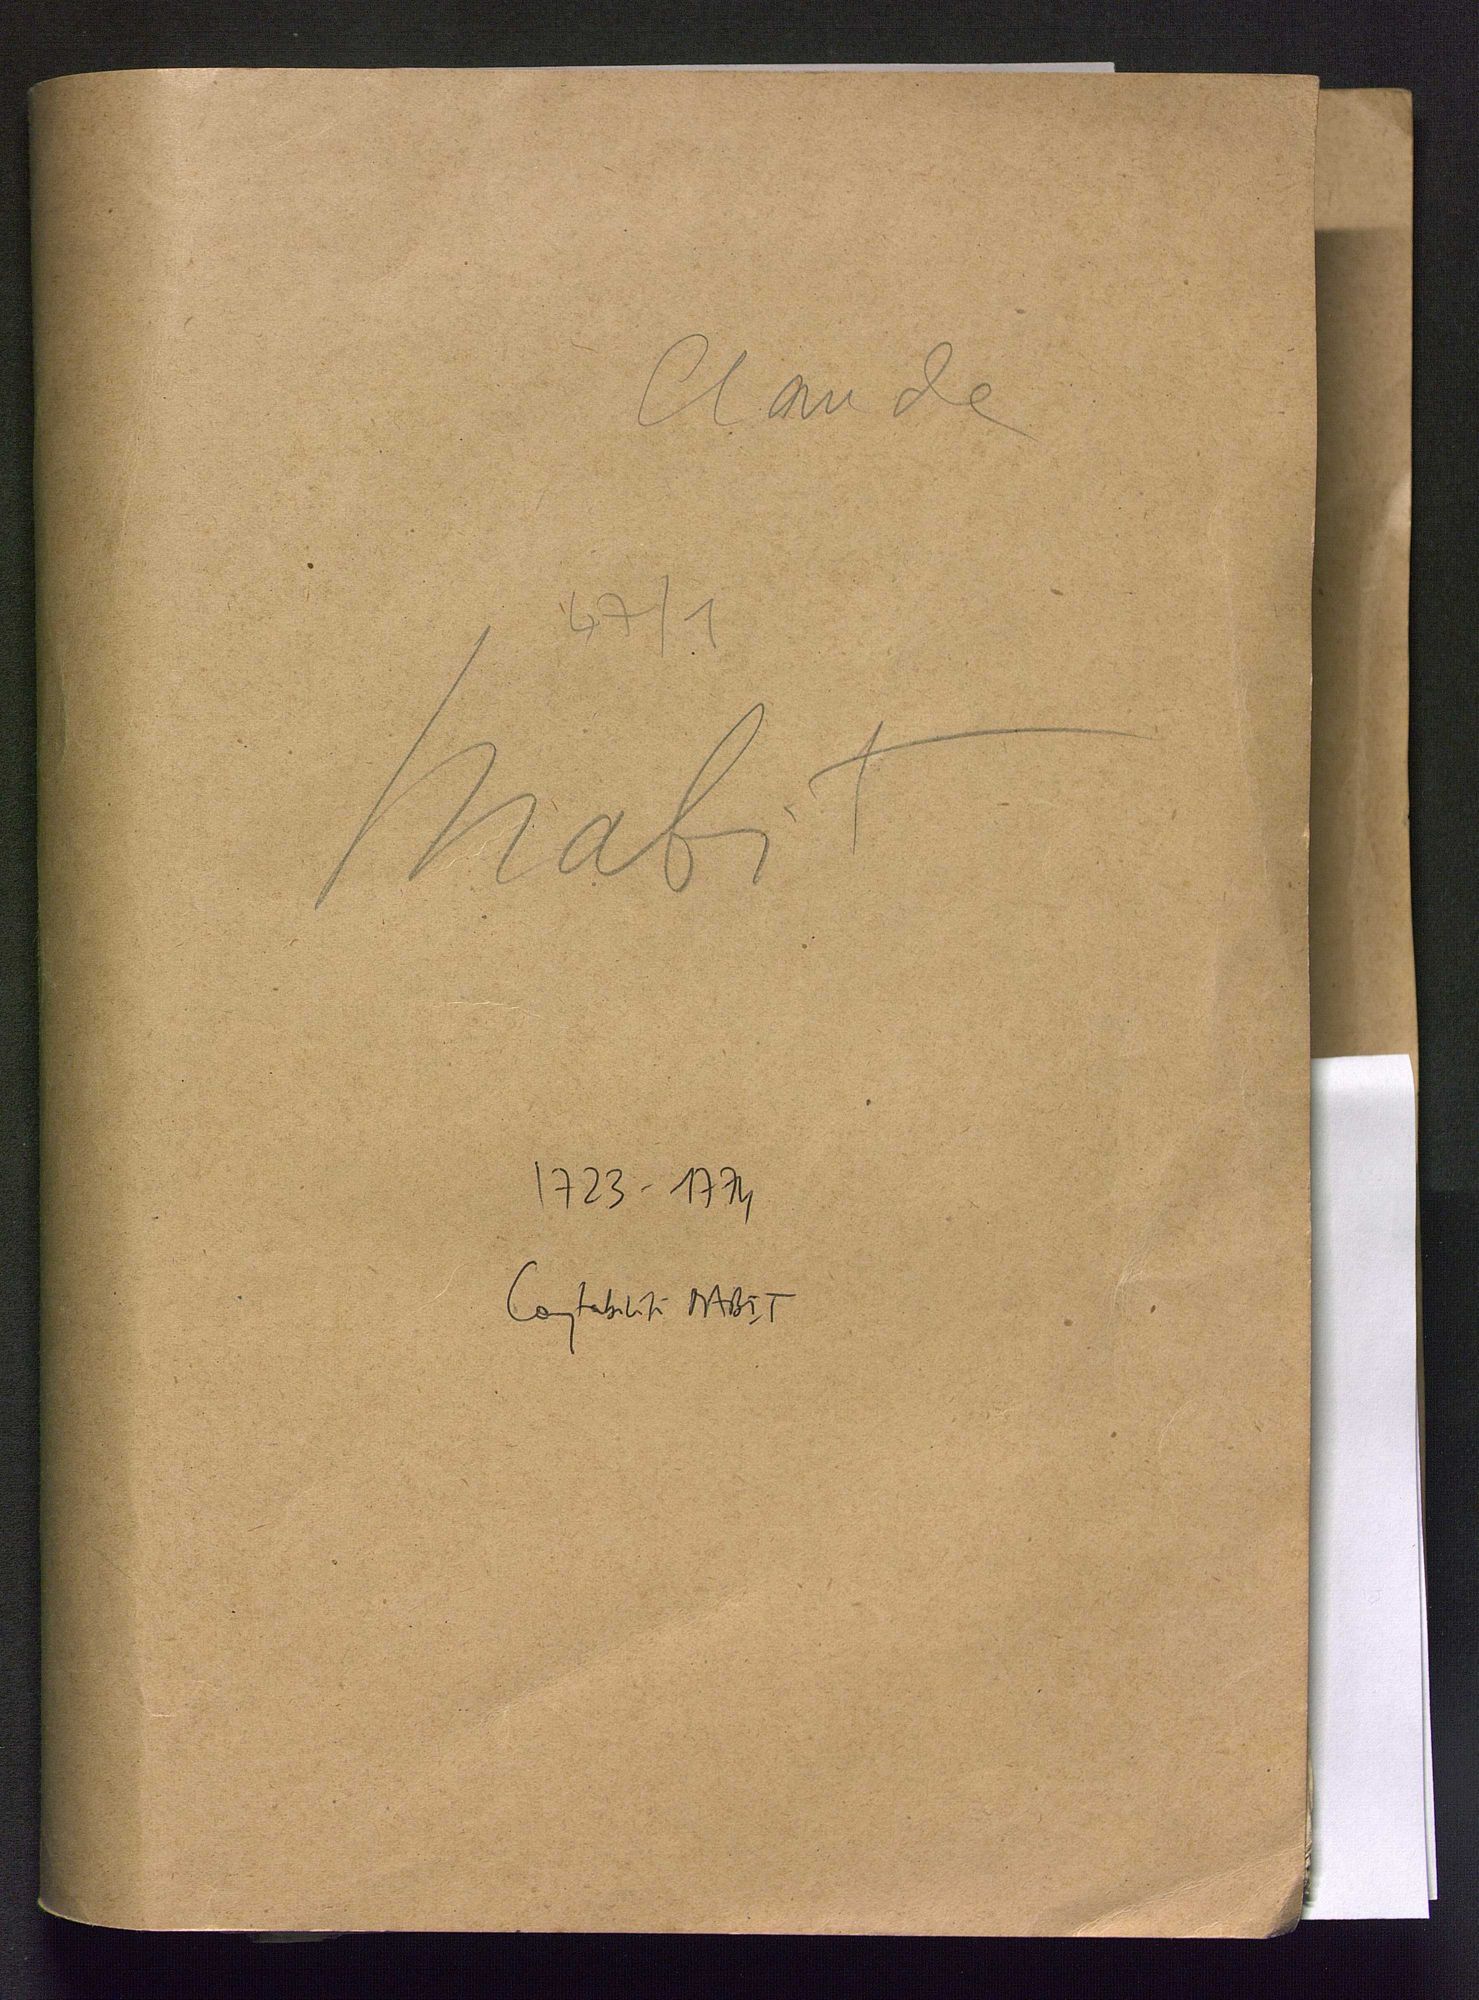 Claude
47/1
Mabit
1723 - 1774
Comptabilité MABIT